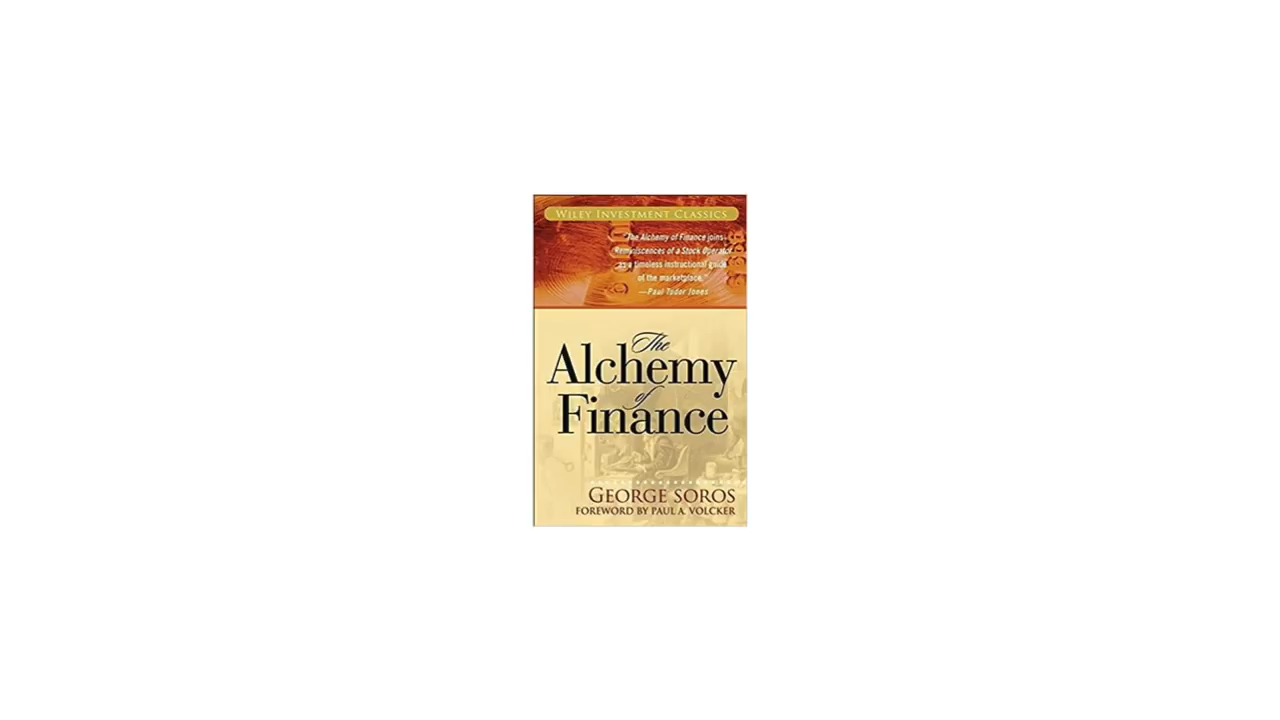 WILEY INVESTMENT CLASSICS
"The Alchemy of Finance joins
Reminiscences of a Stock Operator
as a timeless instructional guide
of the marketplace."
—Paul Tudor Jones
The
Alchemy
of
Finance
GEORGE SOROS
FOREWORD BY PAUL A. VOLCKER